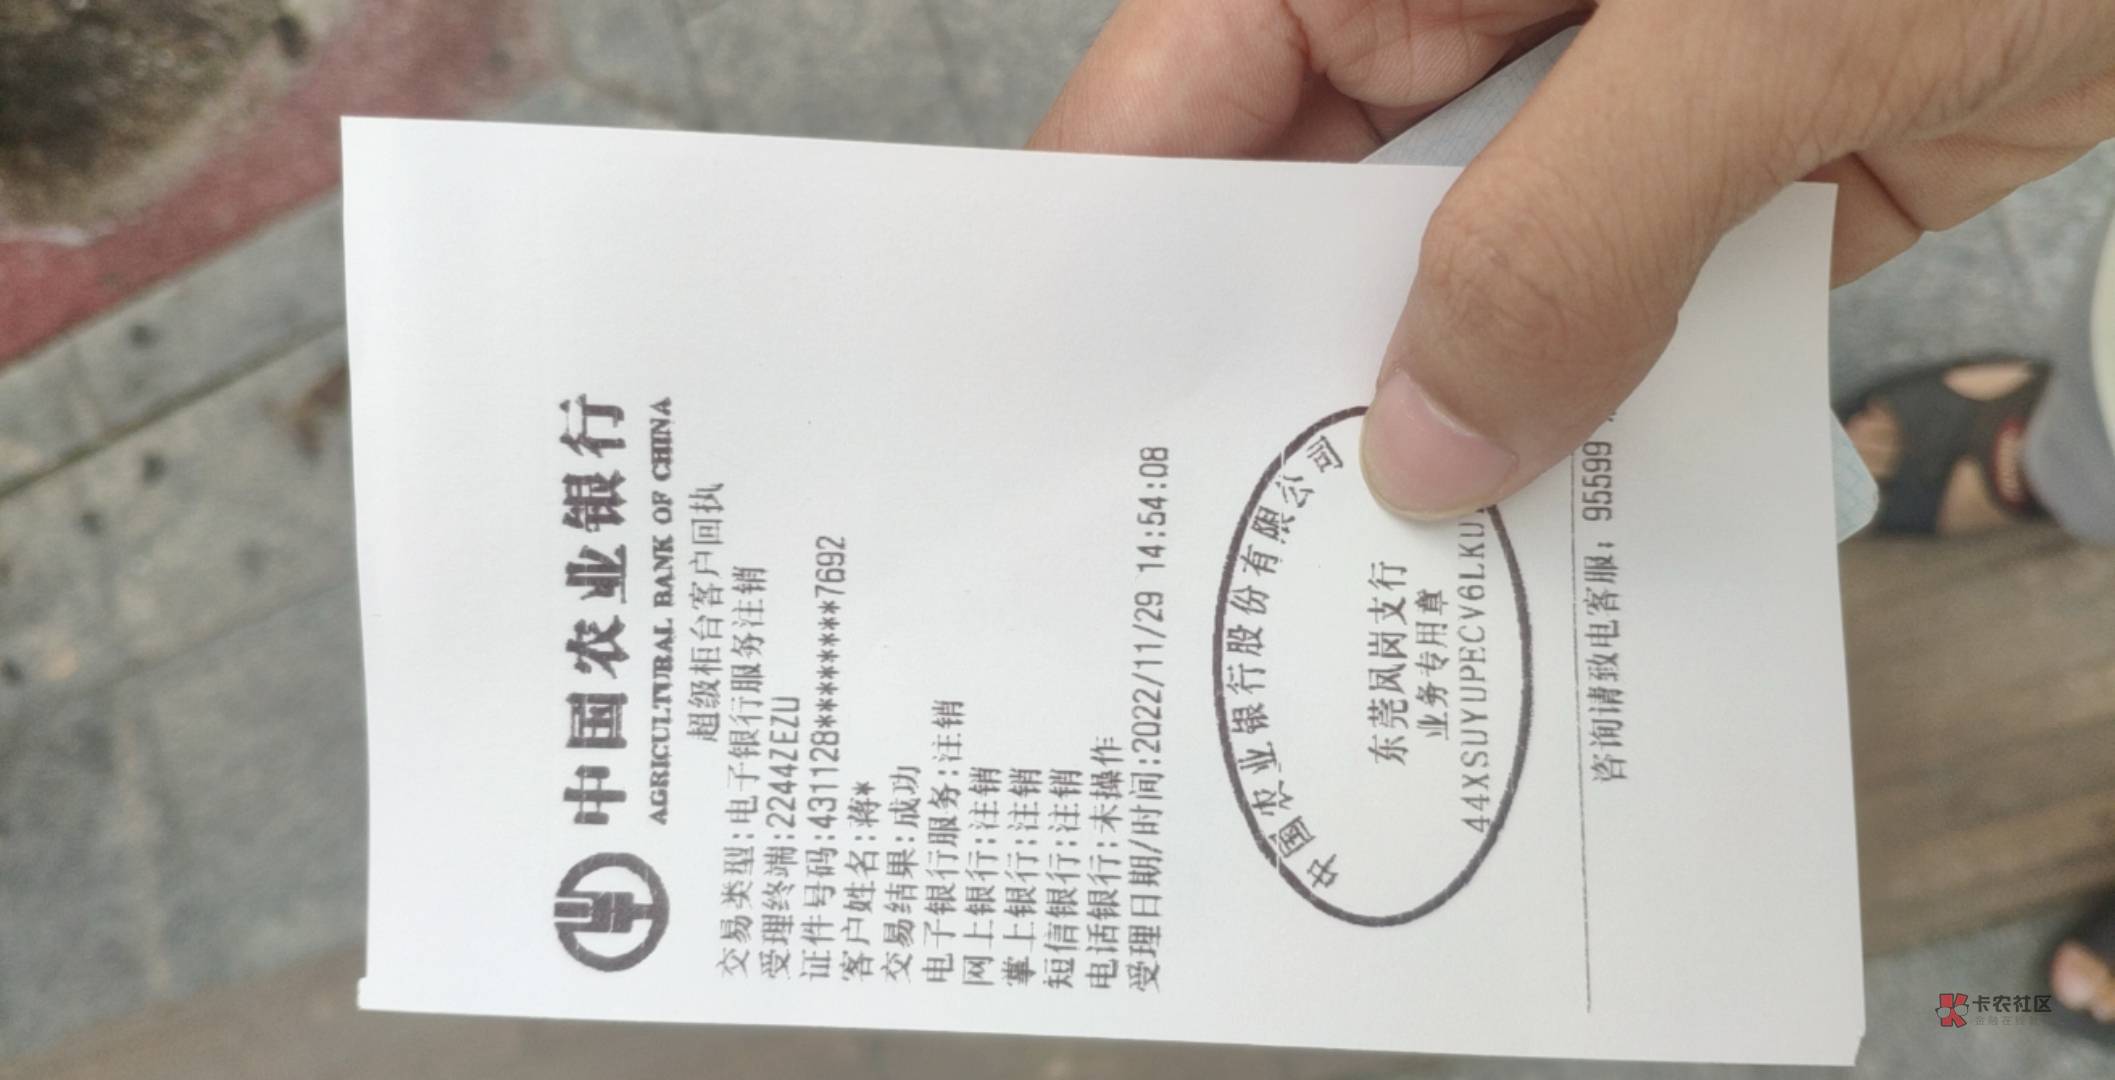 中国农业银行
AGRICULTURAL BANK OF CHINA
超级柜台客户回执
交易类型:电子银行服务注销
受理终端:2244ZEZU
证件号码:431128********7692
客户姓名:蒋*
交易结果:成功
电子银行服务:注销
网上银行:注销
掌上银行:注销
短信银行:注销
电话银行:未操作
受理日期/时间:2022/11/29 14:54:08
中国农业银行股份有限公司
东莞凤岗支行
业务专用章
44XSUYUPECV6LKU
咨询请致电客服: 95599
卡农社区